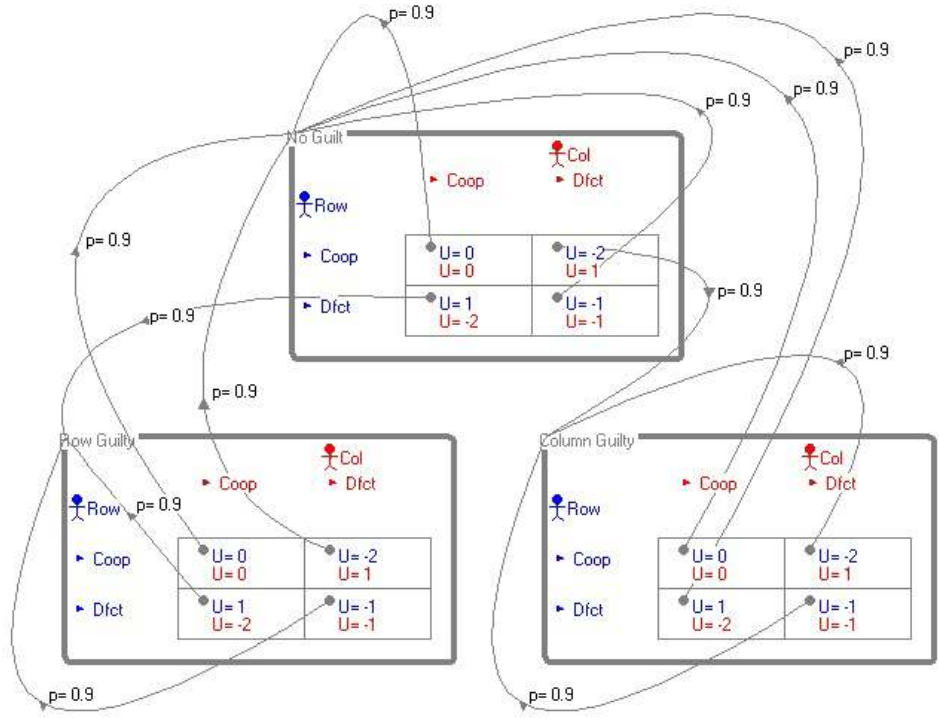 p= 0.9
p= 0.9
p= 0.9
p= 0.9
No Guilt
Col
Coop Dfct
Row
p= 0.9
Coop
U= 0 U= -2
U= 0 U= 1
p= 0.9
Dfct
U= 1 U= -1
U= -2 U= -1
p= 0.9
p= 0.9
p= 0.9
Row Guilty
Col
Coop Dfct
Row
p= 0.9
Coop
U= 0 U= -2
U= 0 U= 1
Dfct
U= 1 U= -1
U= -2 U= -1
p= 0.9
Column Guilty
Col
Coop Dfct
Row
Coop
U= 0 U= -2
U= 0 U= 1
Dfct
U= 1 U= -1
U= -2 U= -1
p= 0.9